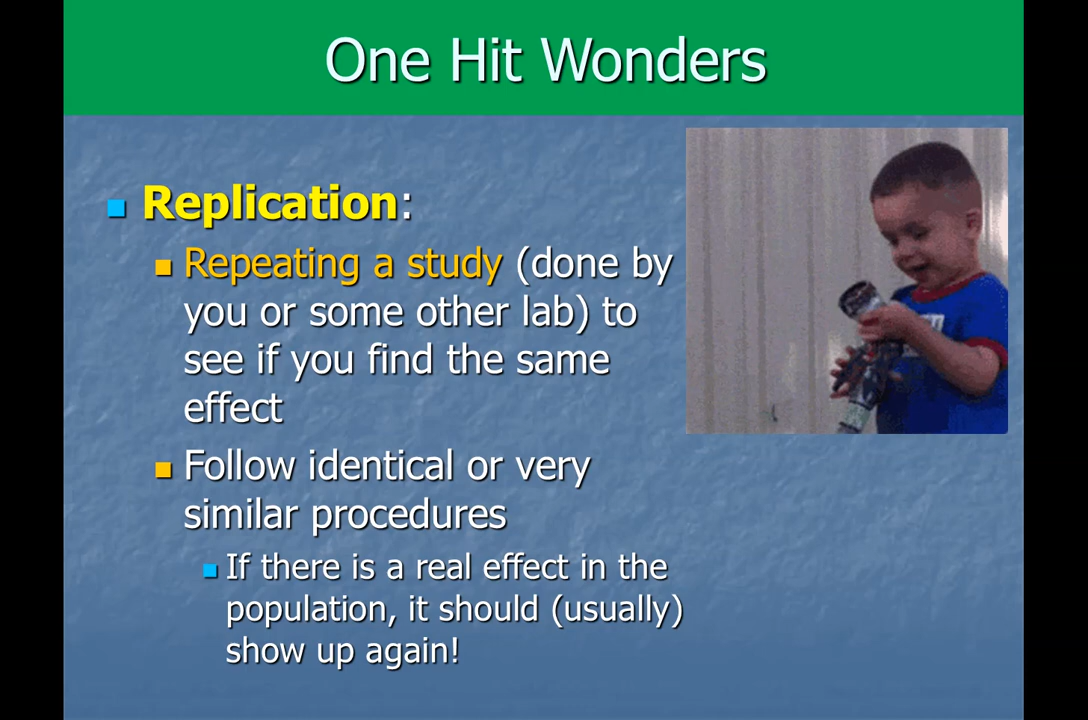 One Hit Wonders
Replication:
Repeating a study (done by
you or some other lab) to
see if you find the same
effect
Follow identical or very
similar procedures
If there is a real effect in the
population, it should (usually)
show up again!